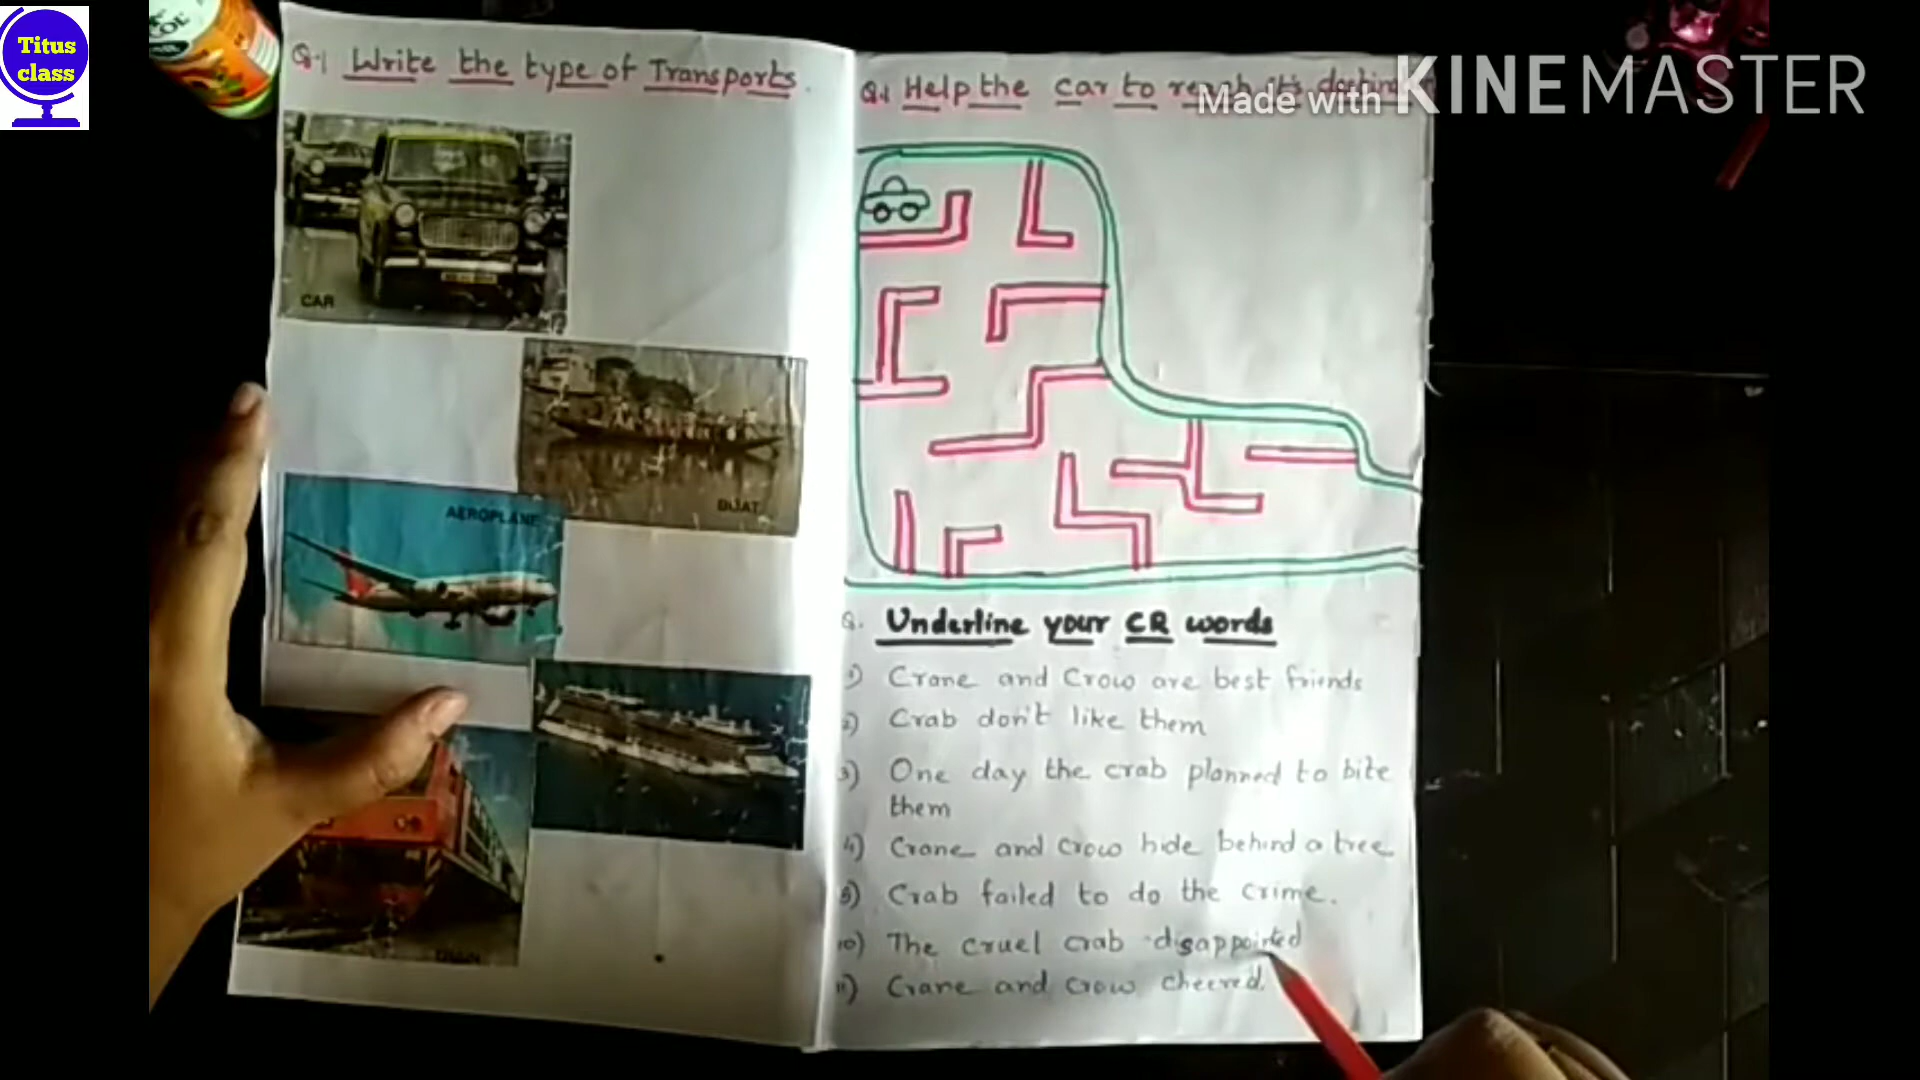 Titus
class
Q.1 Write the type of Transports.
CAR
BOAT
AEROPLANE
TRAIN
Q. Help the car to reach it's
Made with KINEMASTER
Q. Underline your CR words
1) Crane and Crow are best friends
2) Crab don't like them
3) One day the crab planned to bite
them
4) Crane and crow hide behind a tree
5) Crab failed to do the crime.
10) The cruel crab disappointed
11) Crane and crow cheered.